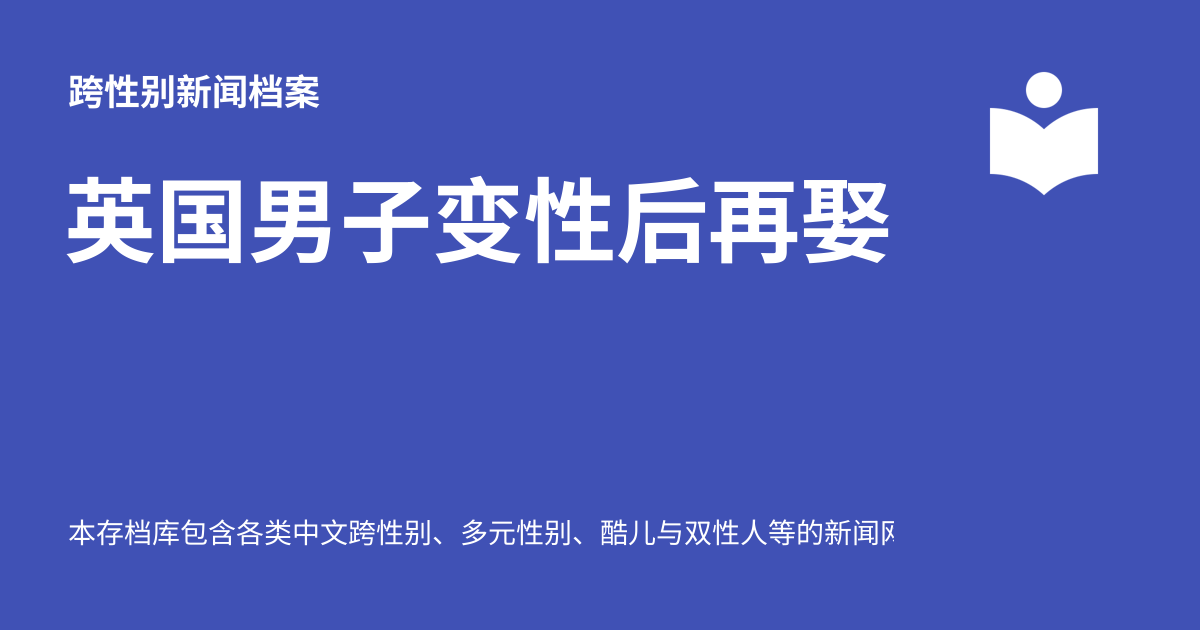 跨性别新闻档案
英国男子变性后再娶
本存档库包含各类中文跨性别、多元性别、酷儿与双性人等的新闻